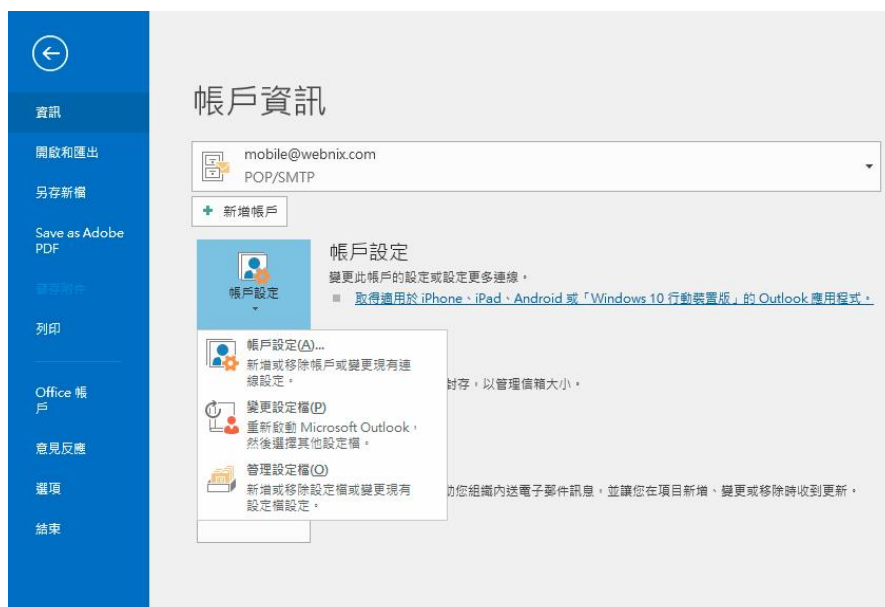 資訊
開啟和匯出
另存新檔
Save as Adobe
PDF
儲存附件
列印
Office 帳
戶
意見反應
選項
結束
帳戶資訊
mobile@webnix.com
POP/SMTP
新增帳戶
帳戶設定
帳戶設定
變更此帳戶的設定或設定更多連線。
取得適用於 iPhone、iPad、Android 或「Windows 10 行動裝置版」的 Outlook 應用程式。
帳戶設定(A)...
新增或移除帳戶或變更現有連
線設定。
封存，以管理信箱大小。
變更設定檔(P)
重新啟動 Microsoft Outlook，
然後選擇其他設定檔。
管理設定檔(O)
新增或移除設定檔或變更現有
設定檔設定。
助您組織內送電子郵件訊息，並讓您在項目新增、變更或移除時收到更新。